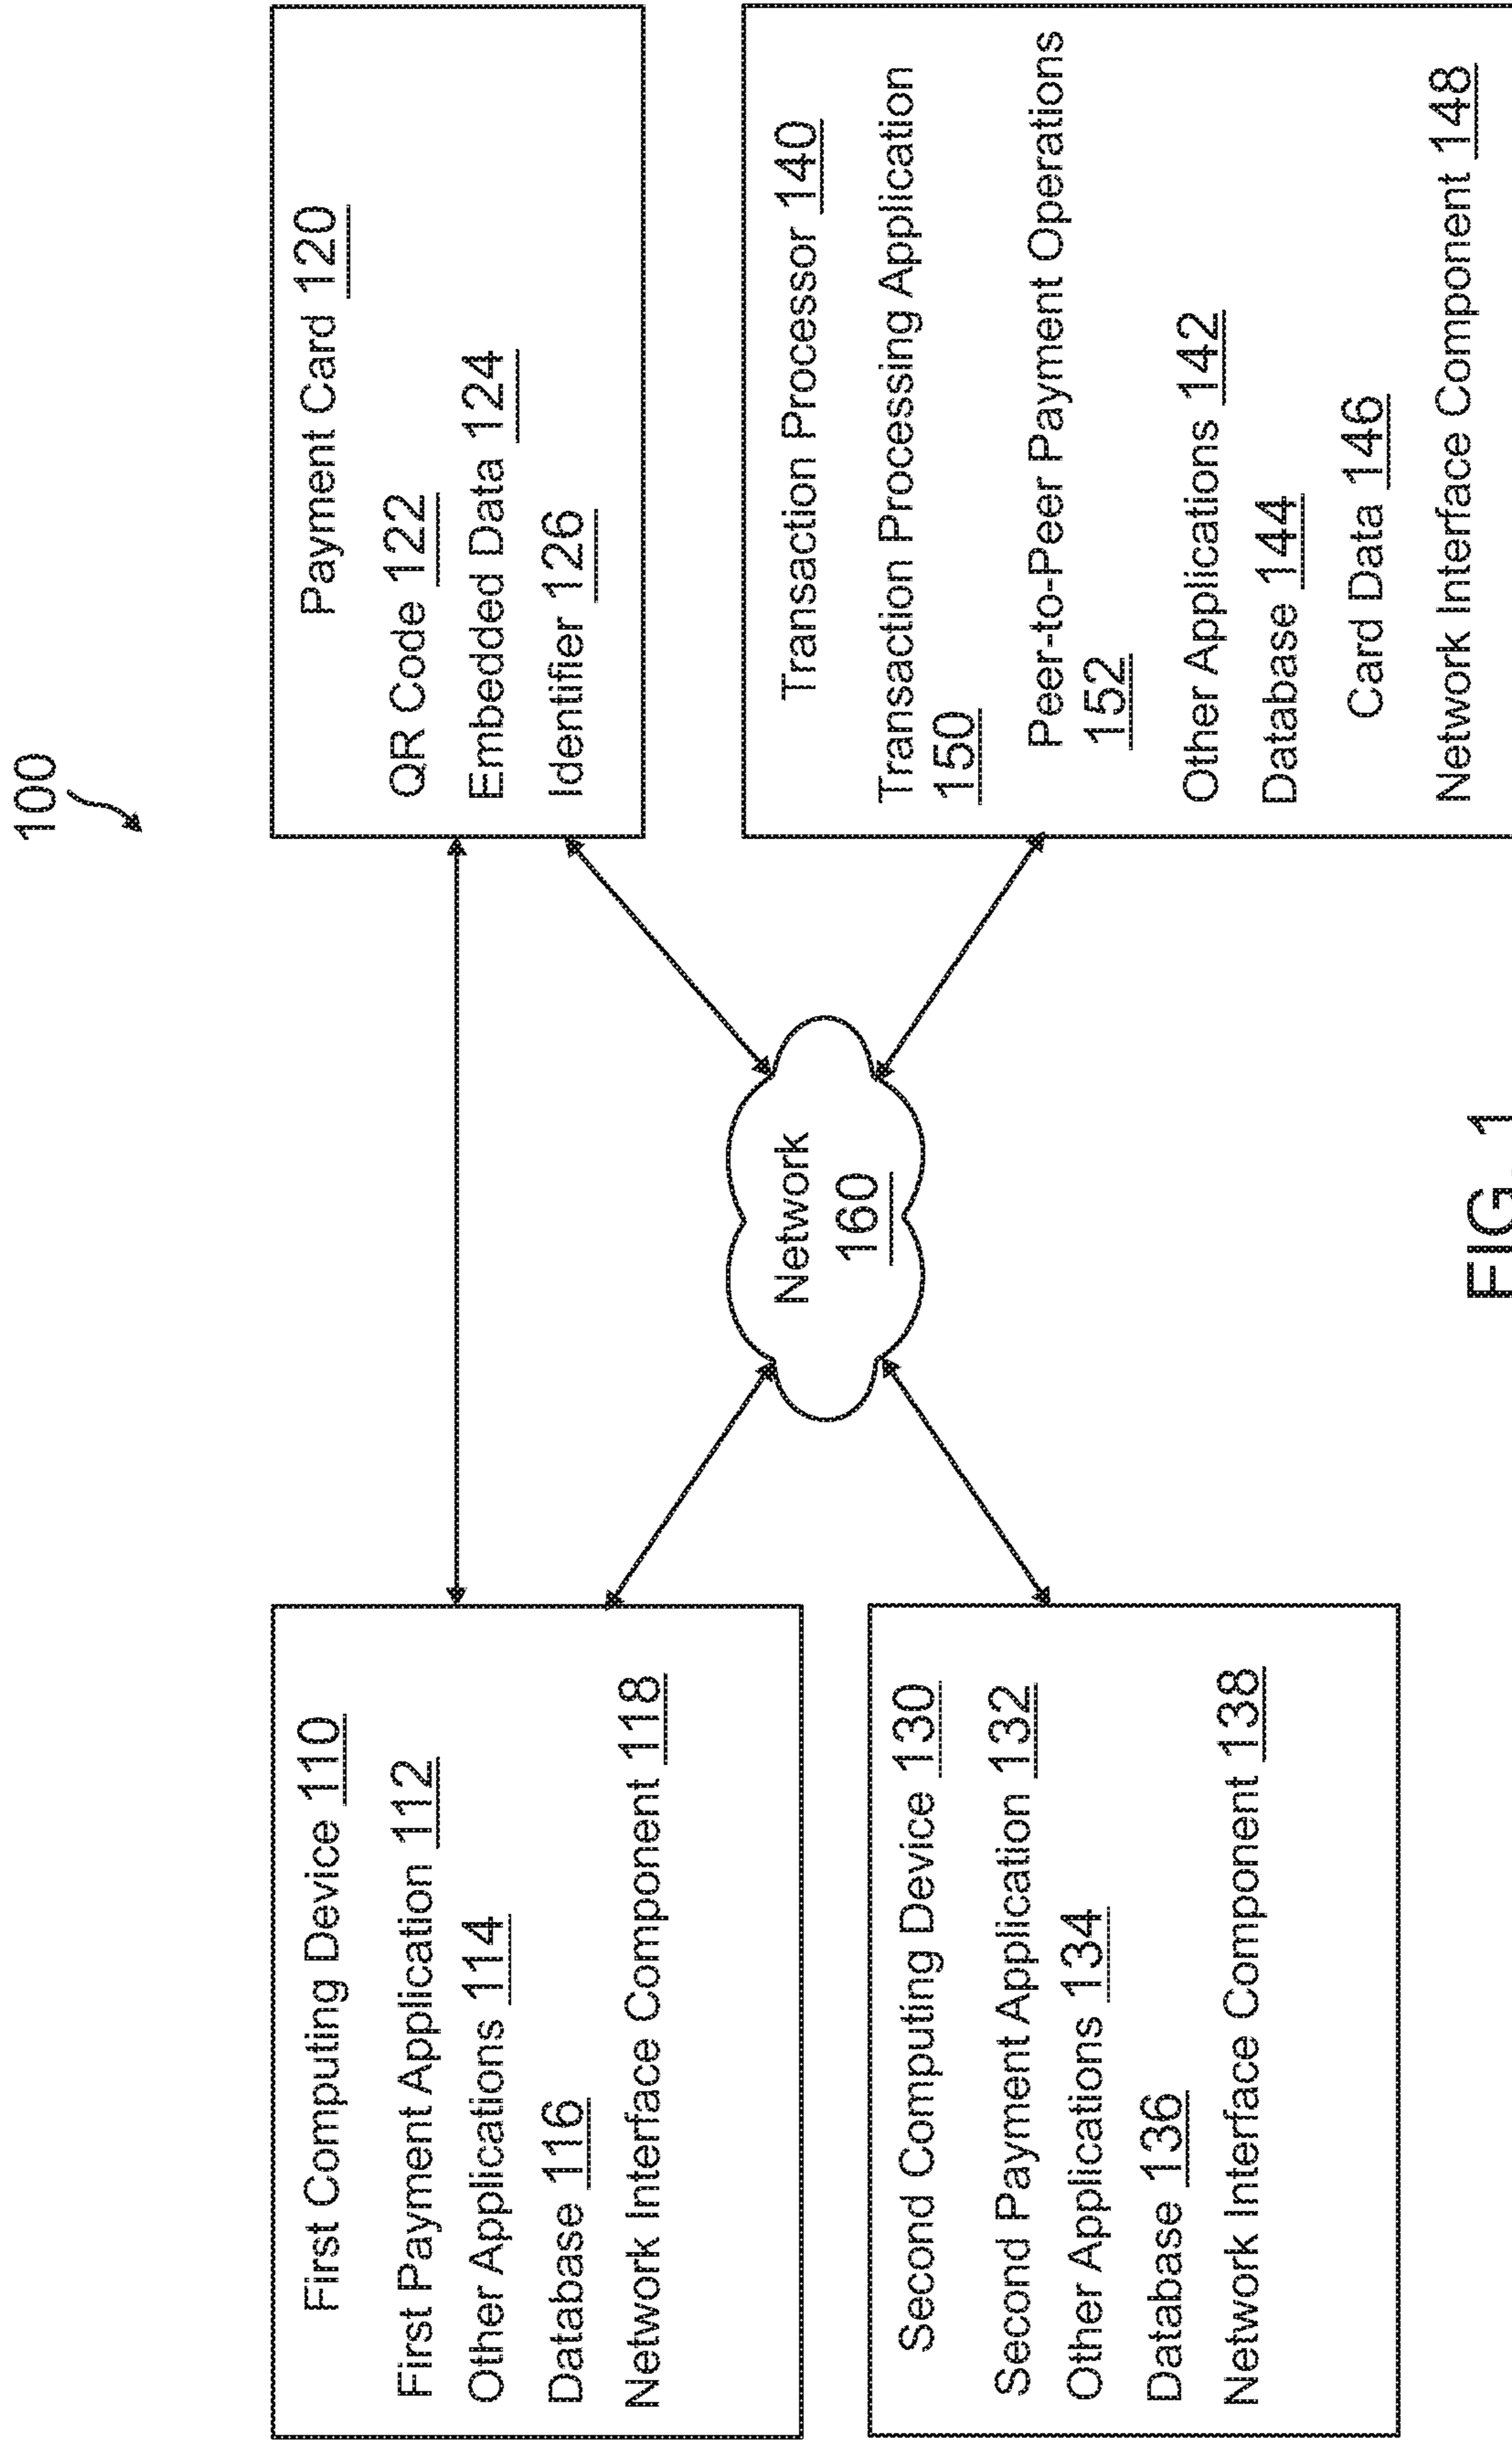 100
First Computing Device 110
First Payment Application 112
Other Applications 114
Database 116
Network Interface Component 118
Payment Card 120
QR Code 122
Embedded Data 124
Identifier 126
Network
160
Second Computing Device 130
Second Payment Application 132
Other Applications 134
Database 136
Network Interface Component 138
Transaction Processor 140
Transaction Processing Application
150
Peer-to-Peer Payment Operations
152
Other Applications 142
Database 144
Card Data 146
Network Interface Component 148
FIG. 1